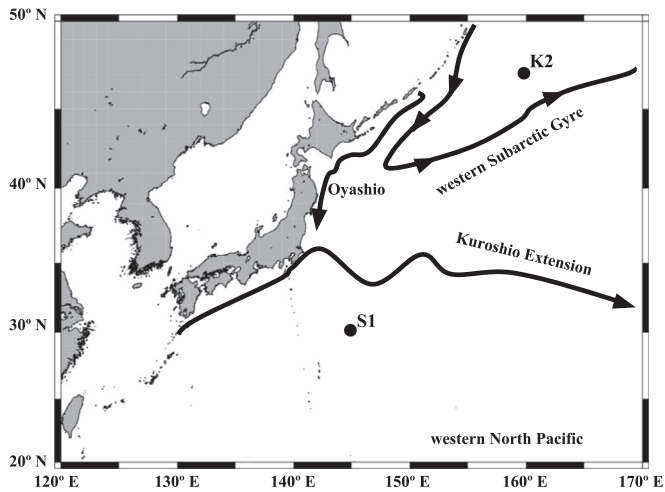 50º N
K2
western Subarctic Gyre
40º N
Oyashio
Kuroshio Extension
30º N
S1
western North Pacific
20º N
120º E
130º E
140º E
150º E
160º E
170º E